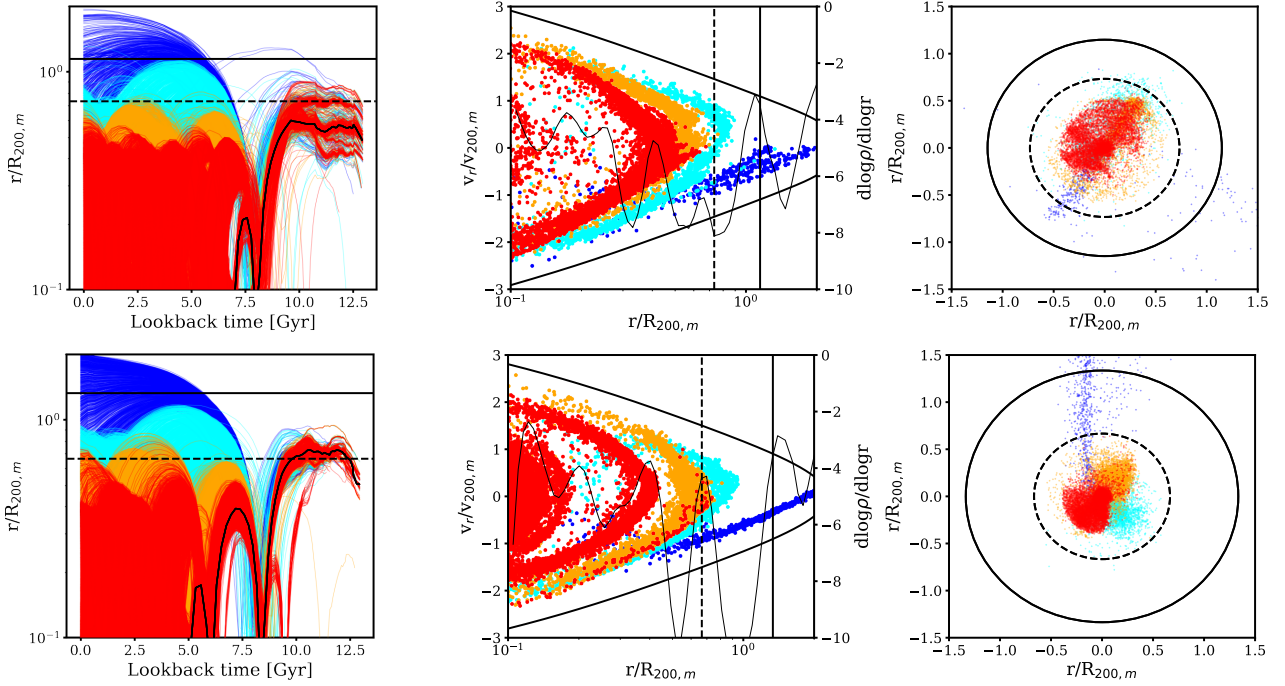 10⁰
10⁻¹
r/R₂₀₀,ₘ
0.0 2.5 5.0 7.5 10.0 12.5
Lookback time [Gyr]
3
2
1
0
−1
−2
−3
vᵣ/v₂₀₀,ₘ
10⁻¹ 10⁰
r/R₂₀₀,ₘ
0
−2
−4
−6
−8
−10
dlogρ/dlogr
1.5
1.0
0.5
0.0
−0.5
−1.0
−1.5
r/R₂₀₀,ₘ
−1.5 −1.0 −0.5 0.0 0.5 1.0 1.5
r/R₂₀₀,ₘ
10⁰
10⁻¹
r/R₂₀₀,ₘ
0.0 2.5 5.0 7.5 10.0 12.5
Lookback time [Gyr]
3
2
1
0
−1
−2
−3
vᵣ/v₂₀₀,ₘ
10⁻¹ 10⁰
r/R₂₀₀,ₘ
0
−2
−4
−6
−8
−10
dlogρ/dlogr
1.5
1.0
0.5
0.0
−0.5
−1.0
−1.5
r/R₂₀₀,ₘ
−1.5 −1.0 −0.5 0.0 0.5 1.0 1.5
r/R₂₀₀,ₘ